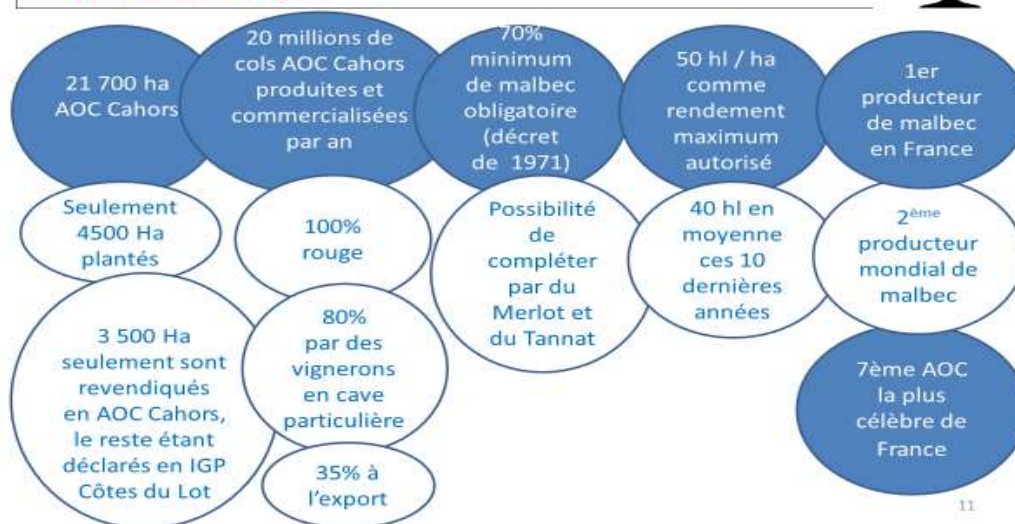 21 700 ha
AOC Cahors
20 millions de
cols AOC Cahors
produites et
commercialisées
par an
70%
minimum
de malbec
obligatoire
(décret
de 1971)
50 hl / ha
comme
rendement
maximum
autorisé
1er
producteur
de malbec
en France
Seulement
4500 Ha
plantés
100%
rouge
Possibilité
de
compléter
par du
Merlot et
du Tannat
40 hl en
moyenne
ces 10
dernières
années
2ème
producteur
mondial de
malbec
3 500 Ha
seulement sont
revendiqués
en AOC Cahors,
le reste étant
déclarés en IGP
Côtes du Lot
80%
par des
vignerons
en cave
particulière
35% à
l'export
7ème AOC
la plus
célèbre de
France
11